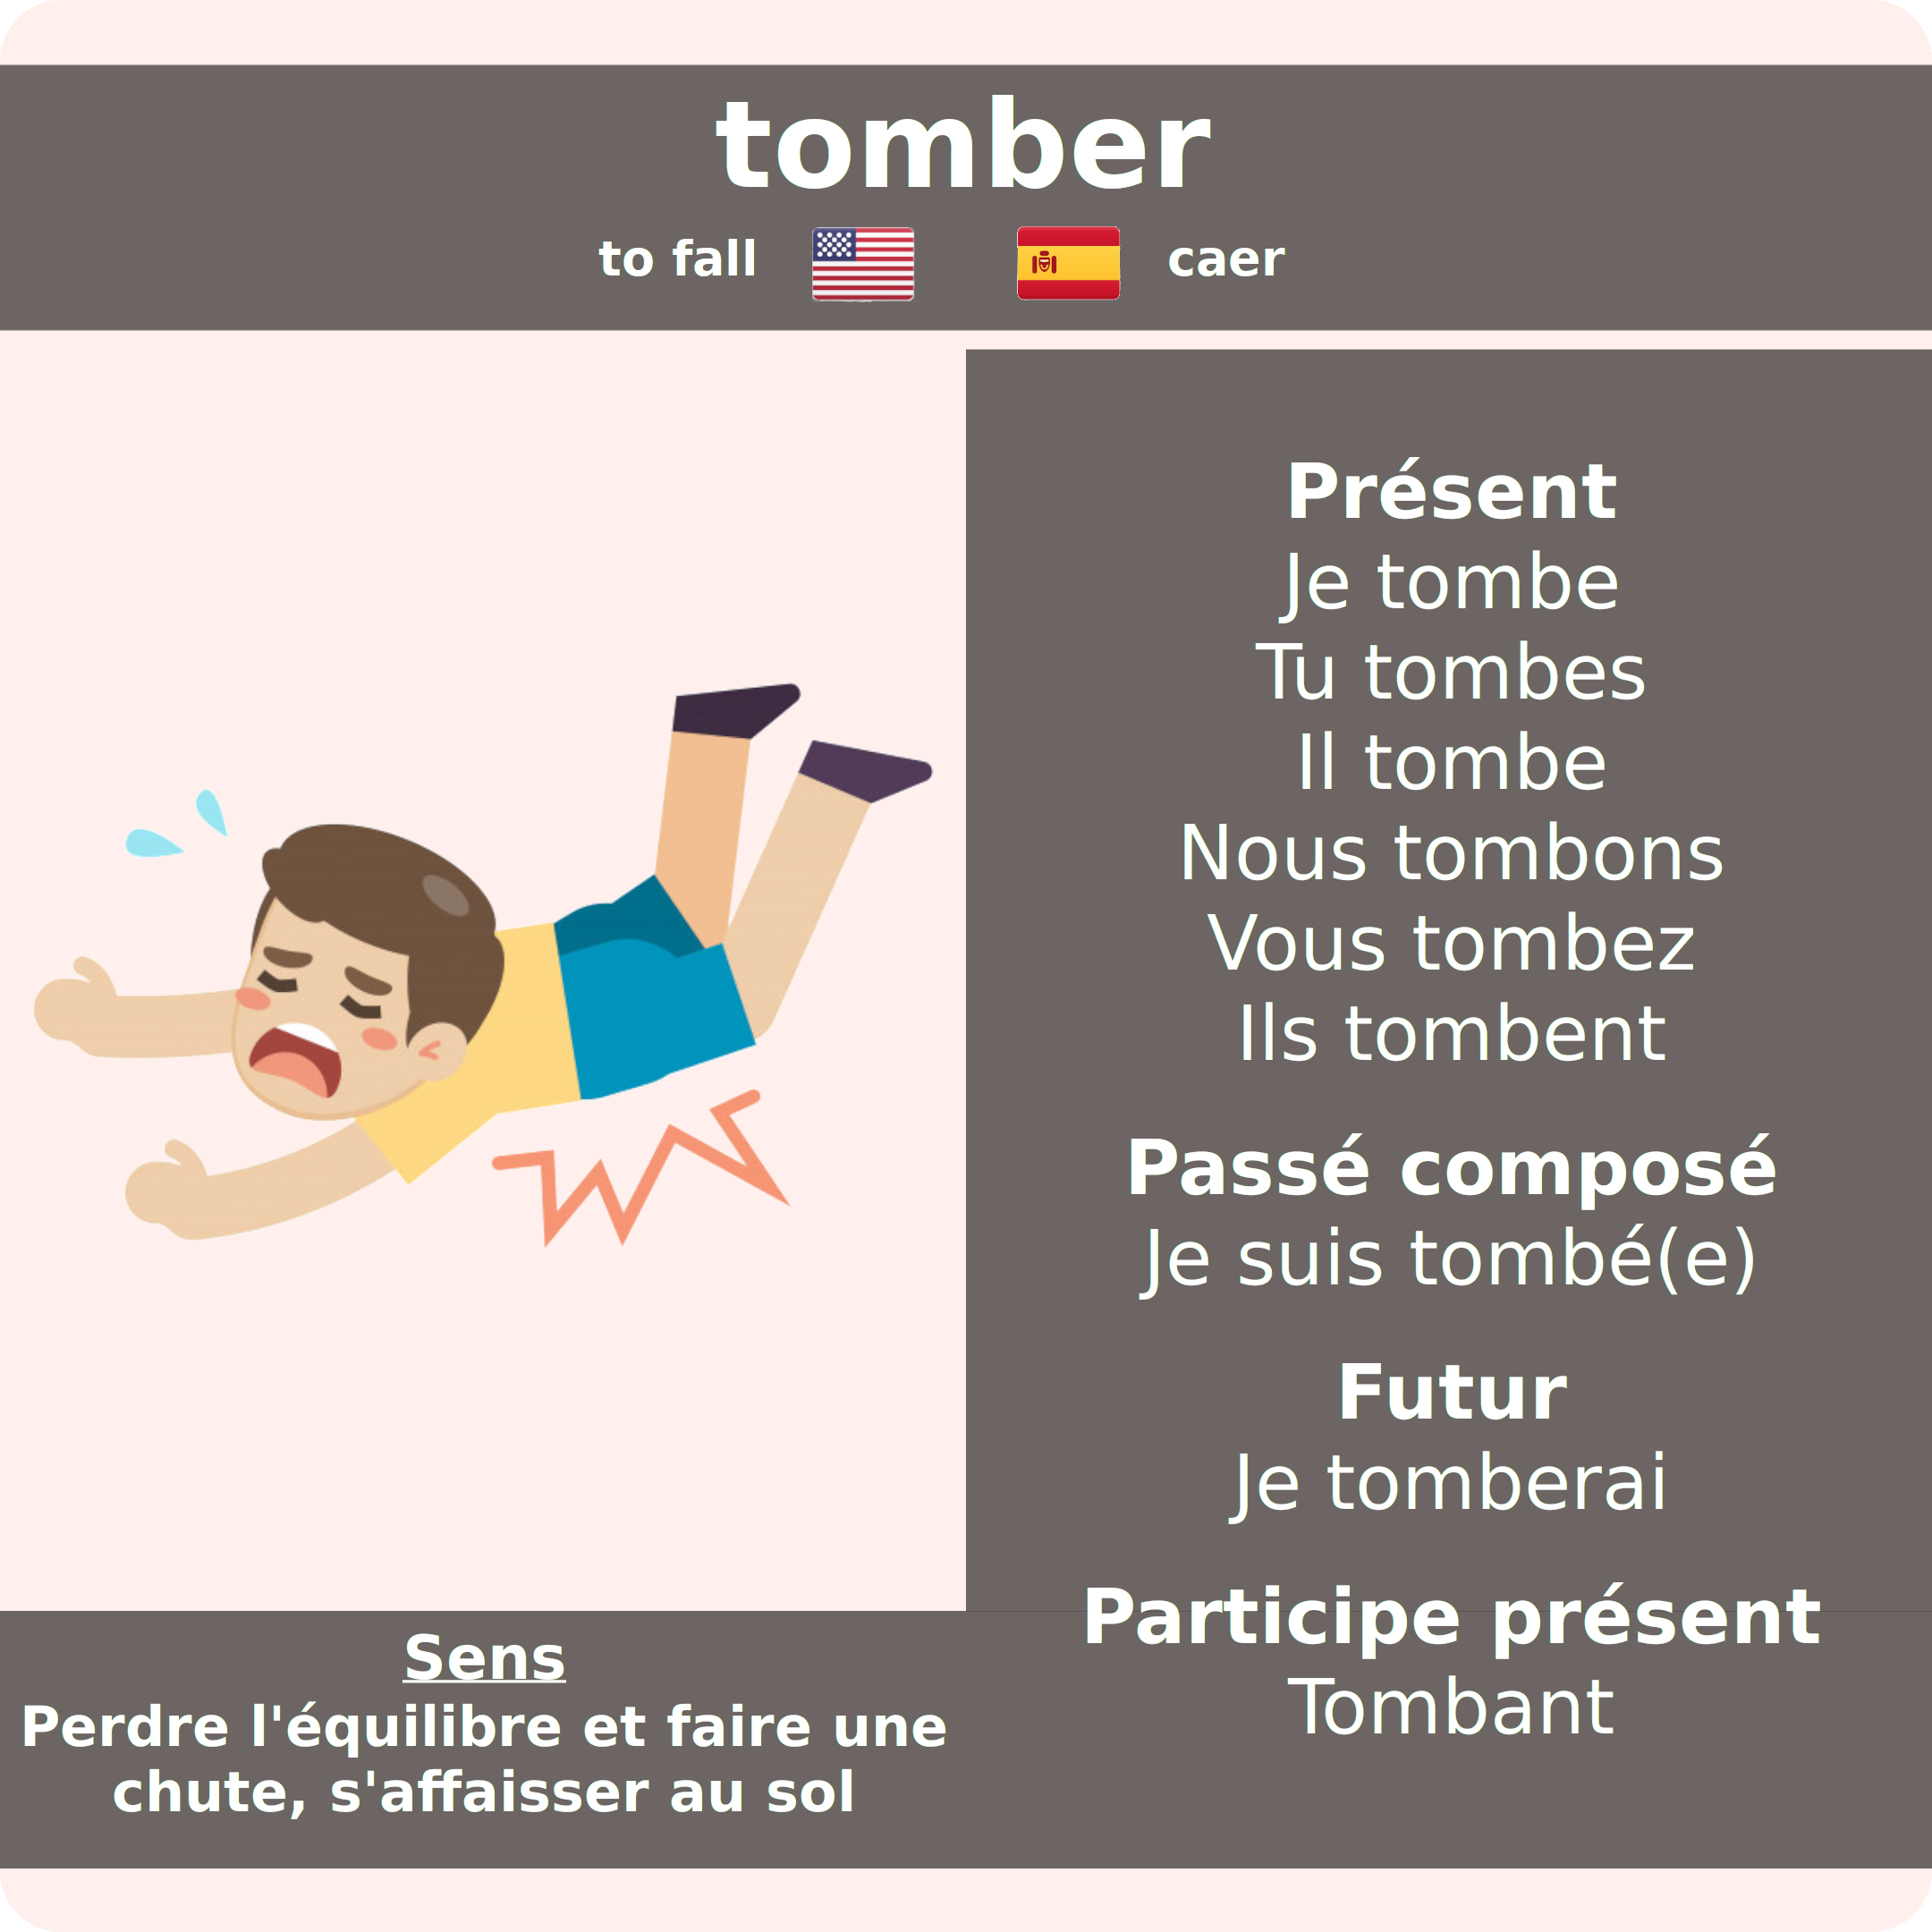 tomber
to fall
caer
Présent
Je tombe
Tu tombes
Il tombe
Nous tombons
Vous tombez
Ils tombent
Passé composé
Je suis tombé(e)
Futur
Je tomberai
Participe présent
Tombant
Sens
Perdre l'équilibre et faire une
chute, s'affaisser au sol